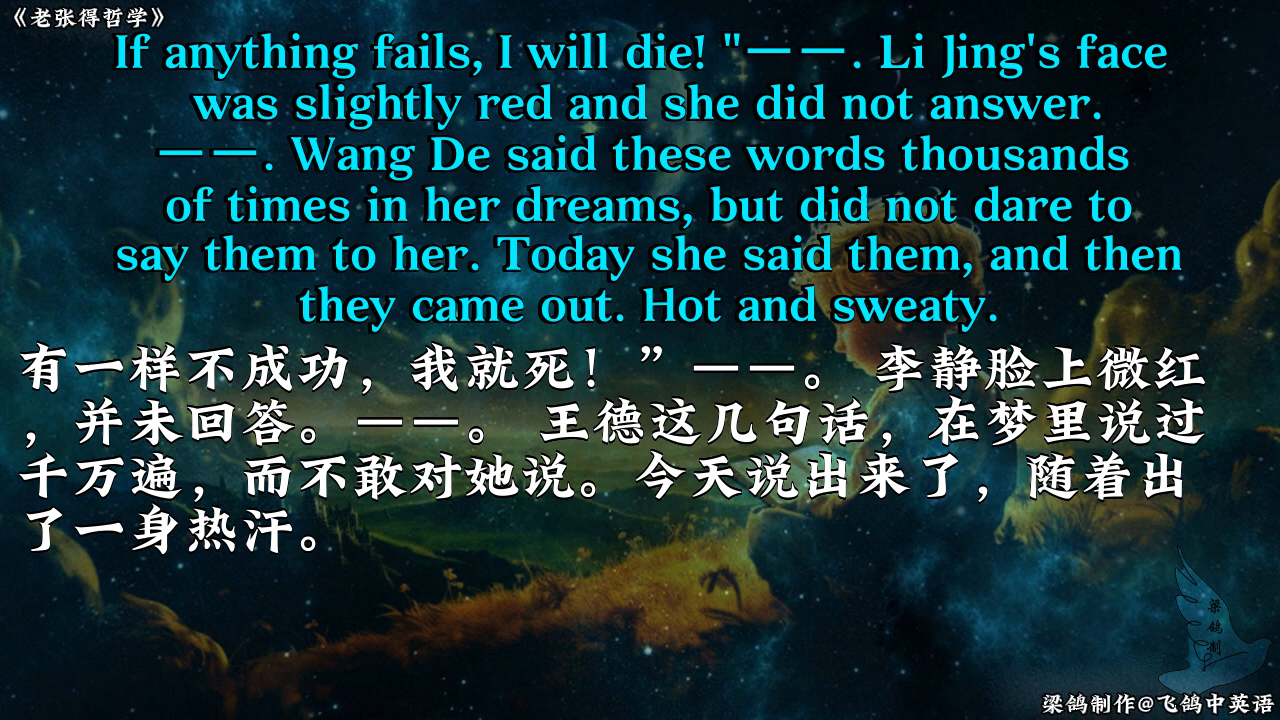 《老张得哲学》
If anything fails, I will die! "——. Li Jing's face
was slightly red and she did not answer.
——. Wang De said these words thousands
of times in her dreams, but did not dare to
say them to her. Today she said them, and then
they came out. Hot and sweaty.
有一样不成功，我就死！”——。 李静脸上微红
，并未回答。——。 王德这几句话，在梦里说过
千万遍，而不敢对她说。今天说出来了，随着出
了一身热汗。
梁鸽制
梁鸽制作@飞鸽中英语